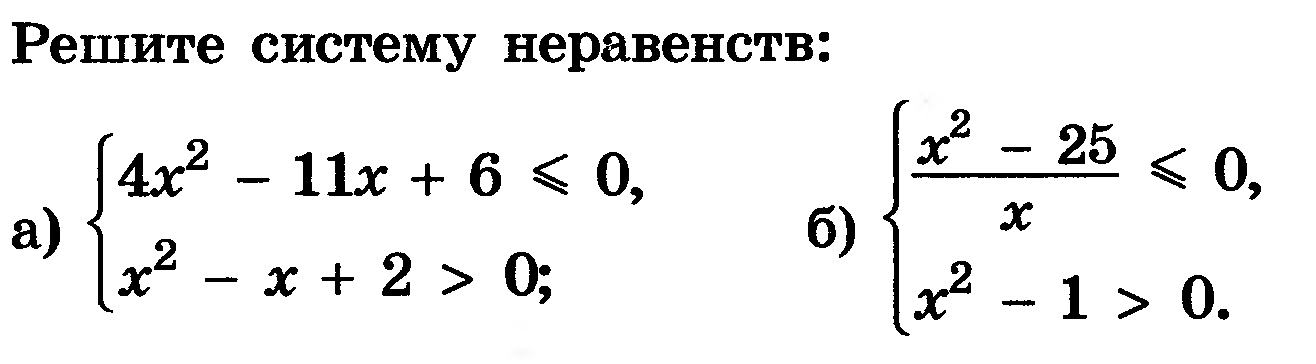 Решите систему неравенств:
а) { 4x² − 11x + 6 ⩽ 0,
x² − x + 2 > 0;
б) { (x² − 25)/x ⩽ 0,
x² − 1 > 0.